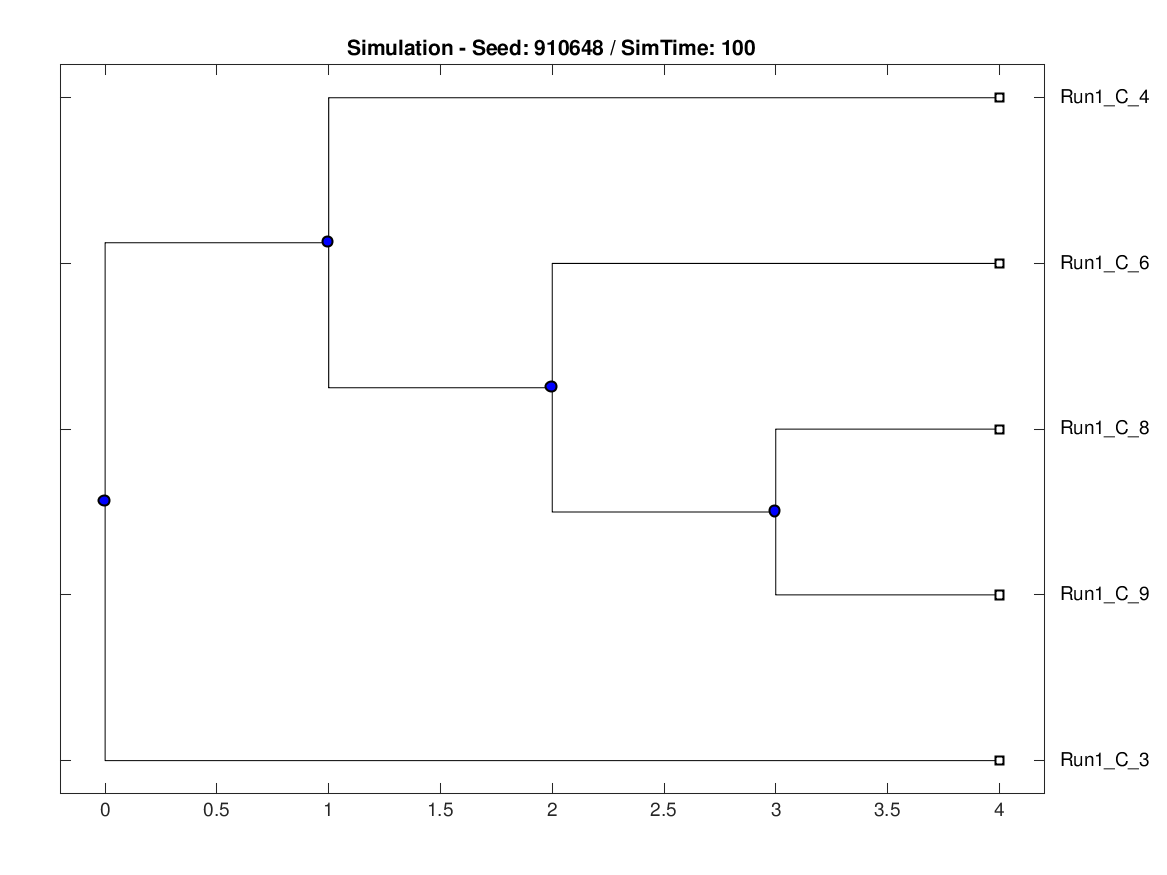 Simulation - Seed: 910648 / SimTime: 100
Run1_C_4
Run1_C_6
Run1_C_8
Run1_C_9
Run1_C_3
0 0.5 1 1.5 2 2.5 3 3.5 4